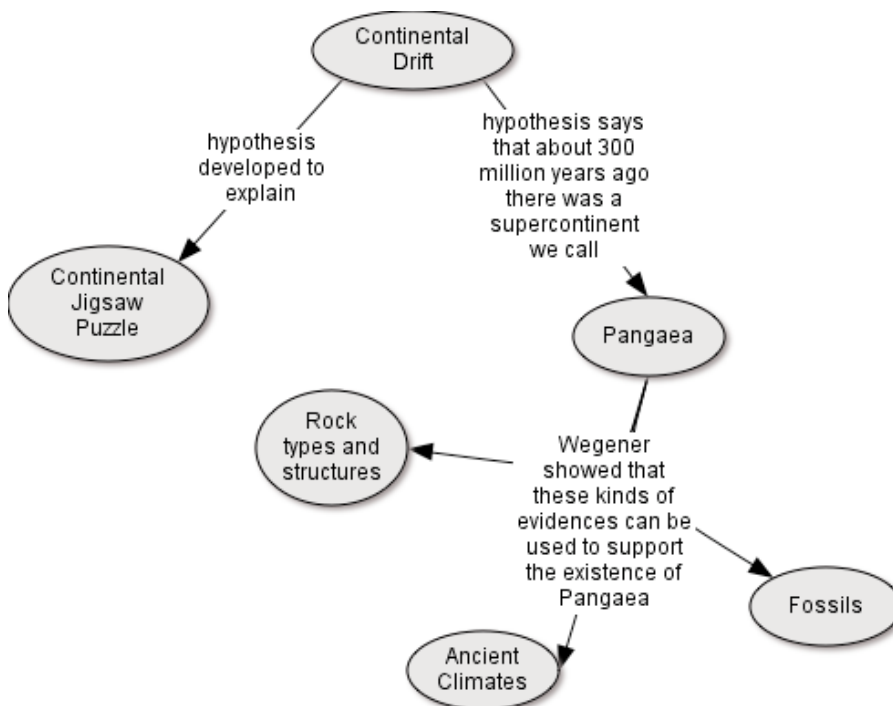 Continental
Drift
hypothesis
developed to
explain
hypothesis says
that about 300
million years ago
there was a
supercontinent
we call
Continental
Jigsaw
Puzzle
Pangaea
Rock
types and
structures
Wegener
showed that
these kinds of
evidences can be
used to support
the existence of
Pangaea
Fossils
Ancient
Climates